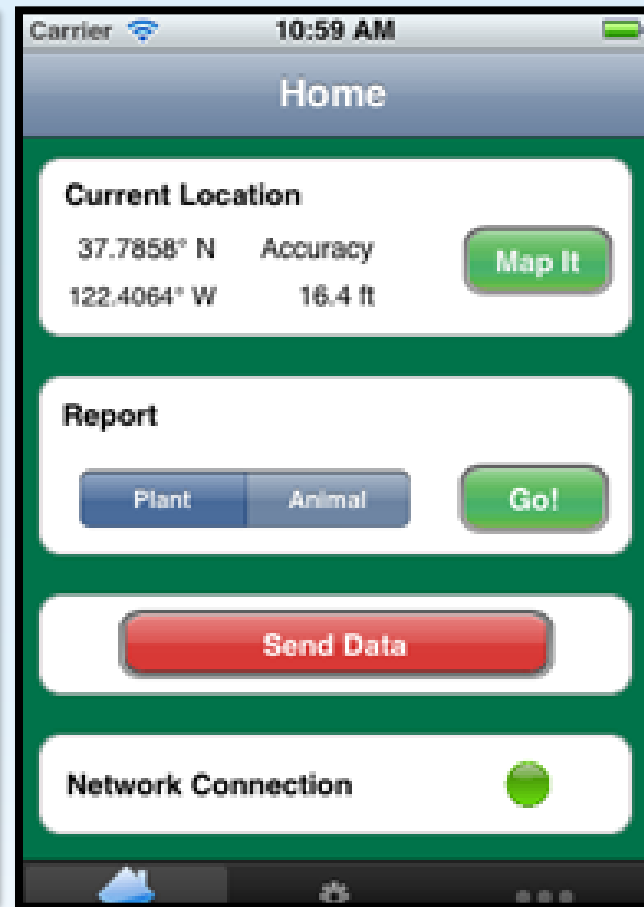 Carrier 10:59 AM
Home
Current Location
37.7858° N Accuracy
Map It
122.4064° W 16.4 ft
Report
Plant Animal Go!
Send Data
Network Connection